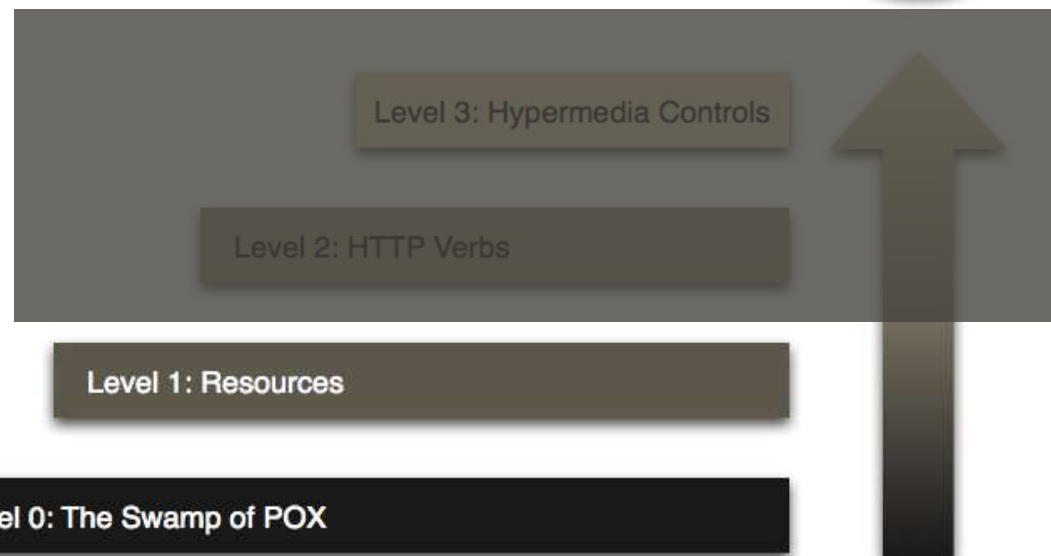 Level 3: Hypermedia Controls
Level 2: HTTP Verbs
Level 1: Resources
el 0: The Swamp of POX